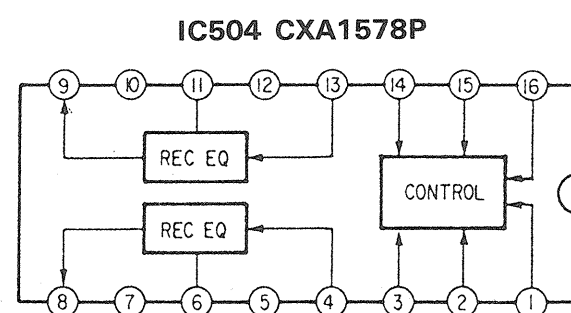 IC504 CXA1578P
9 10 11 12 13 14 15 16
REC EQ
CONTROL
REC EQ
8 7 6 5 4 3 2 1